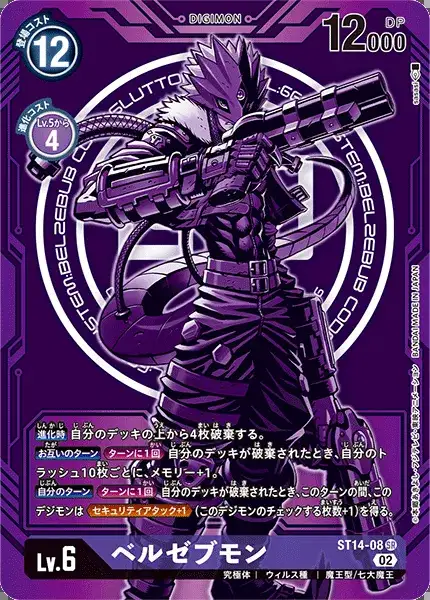 登場コスト
12
DIGIMON
DP
12000
進化コスト
Lv.5から
4
進化時 自分のデッキの上から4枚破棄する。
お互いのターン ターンに1回 自分のデッキが破棄されたとき、自分のト
ラッシュ10枚ごとに、メモリー+1。
自分のターン ターンに1回 自分のデッキが破棄されたとき、このターンの間、この
デジモンは セキュリティアタック+1 (このデジモンのチェックする枚数+1)を得る。
Lv.6
ベルゼブモン
ST14-08 SR
02
究極体 | ウィルス種 | 魔王型/七大魔王
BANDAI MADE IN JAPAN